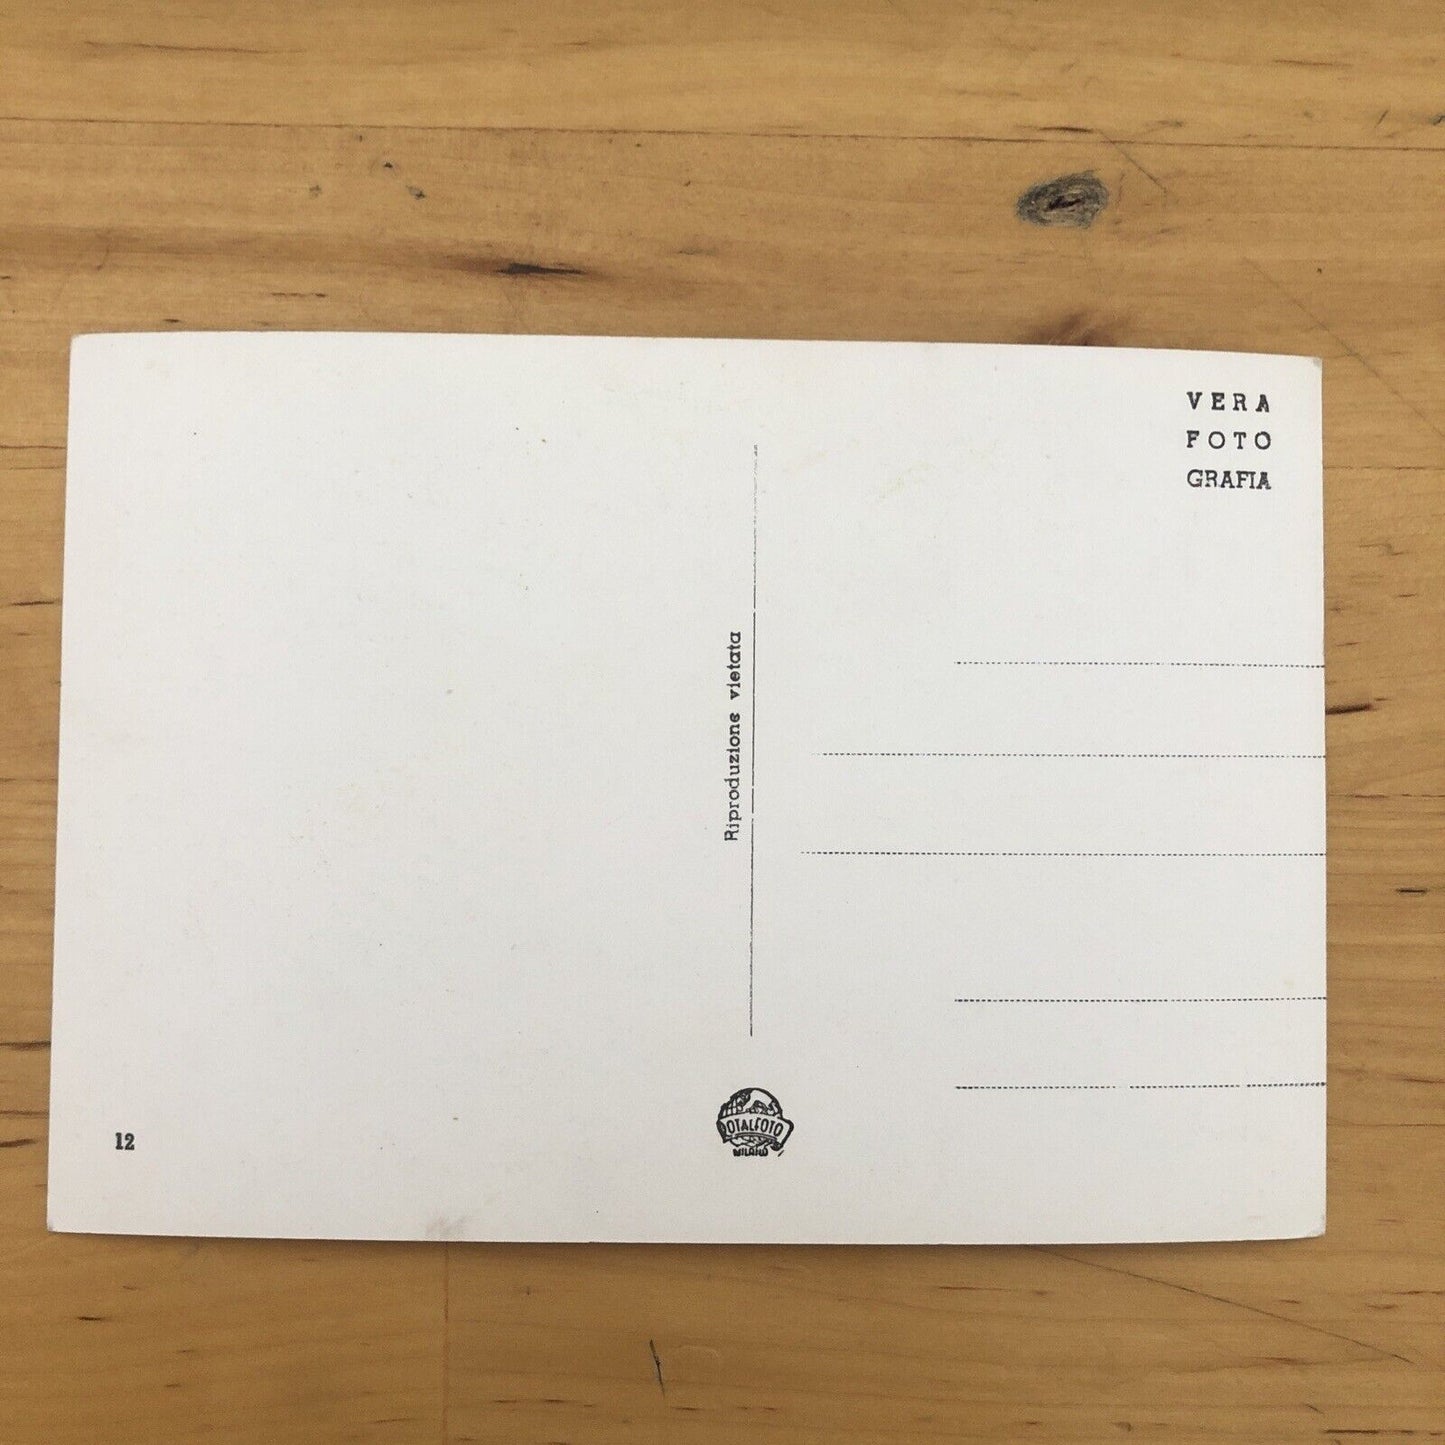 VERA
FOTO
GRAFIA
Riproduzione vietata
12
ROTALFOTO
MILANO